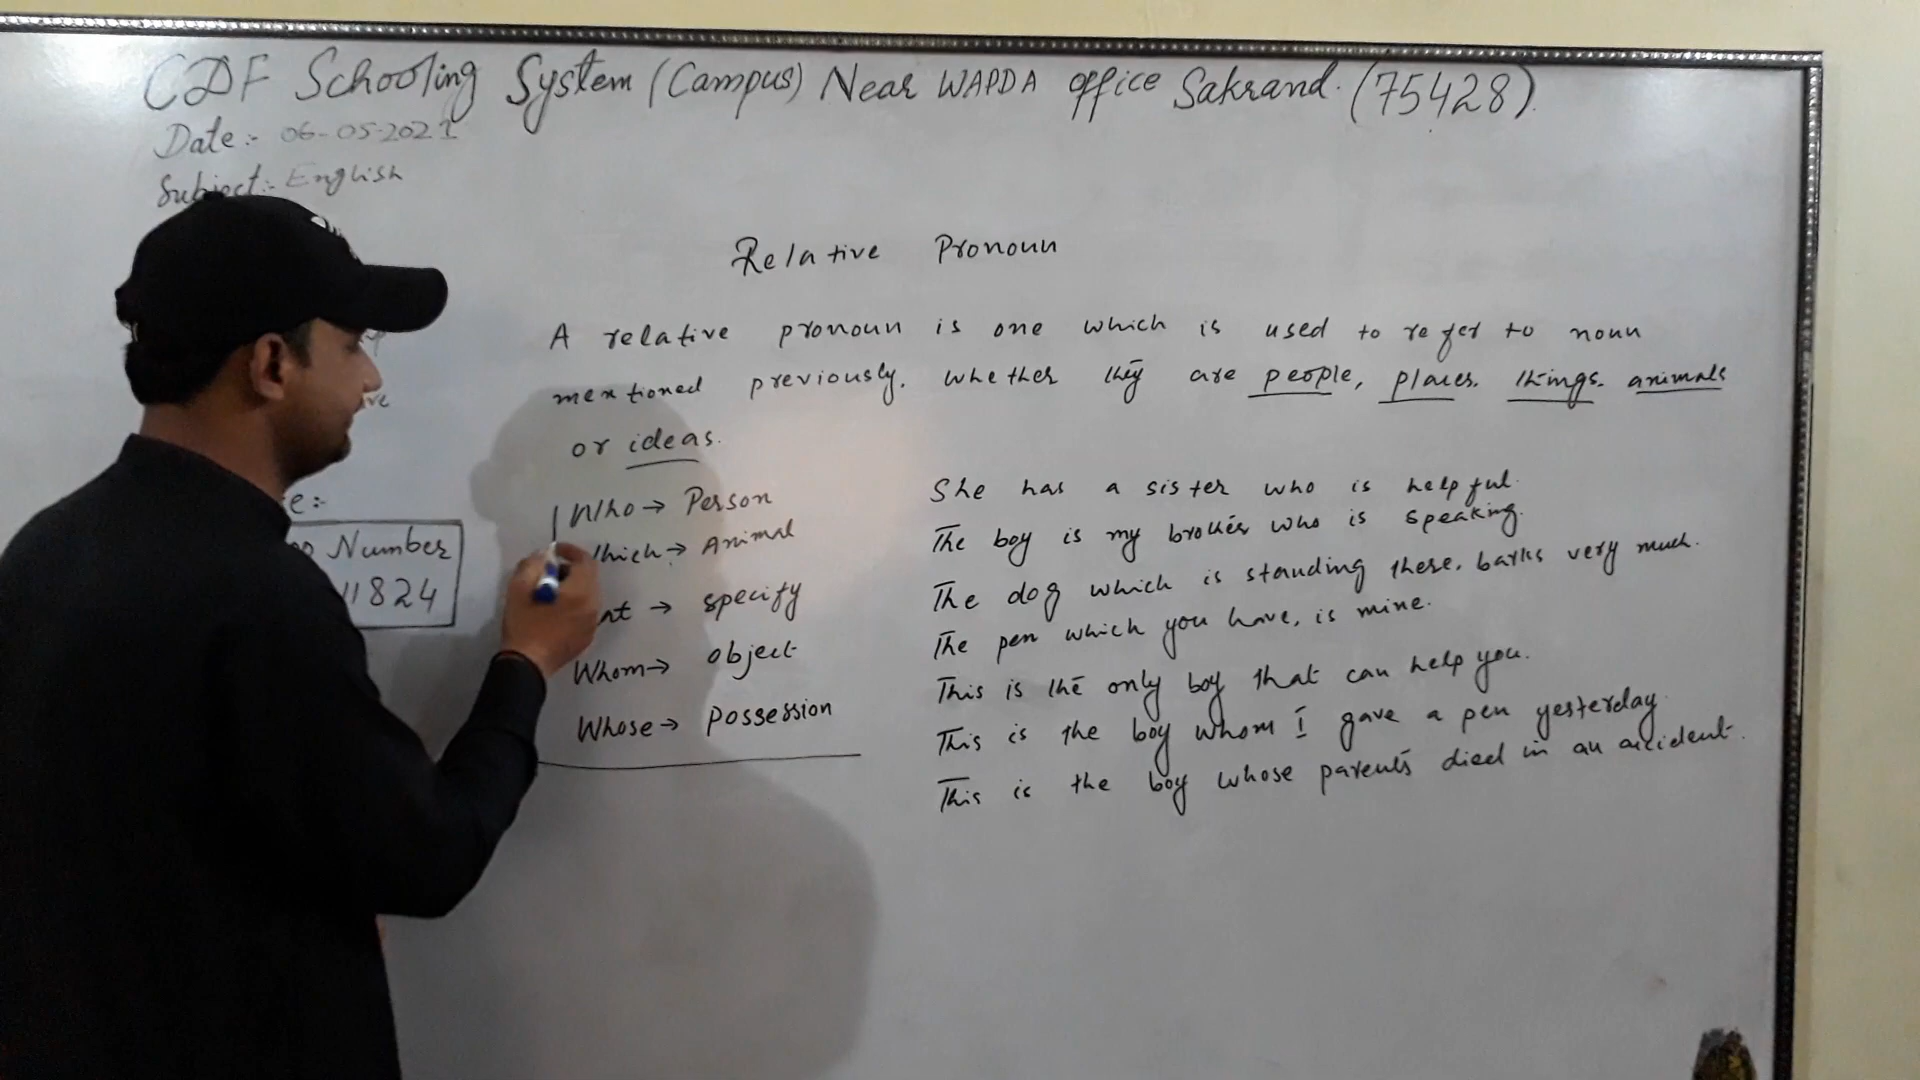 CDF Schooling System (Campus) Near WAPDA office Sakrand. (75428).
Date:- 06-05-2021
Subject:- English
Relative Pronoun
A relative pronoun is one which is used to refer to noun
mentioned previously. whether they are people, places. things. animals
or ideas.
Who → Person
hich → Animal
at → specify
Whom → object
Whose → possession
She has a sister who is helpful.
The boy is my brother who is speaking.
The dog which is standing there, barks very much.
The pen which you have, is mine.
This is the only boy that can help you.
This is the boy whom I gave a pen yesterday.
This is the boy whose parents died in an accident.
e:-
Number
11824